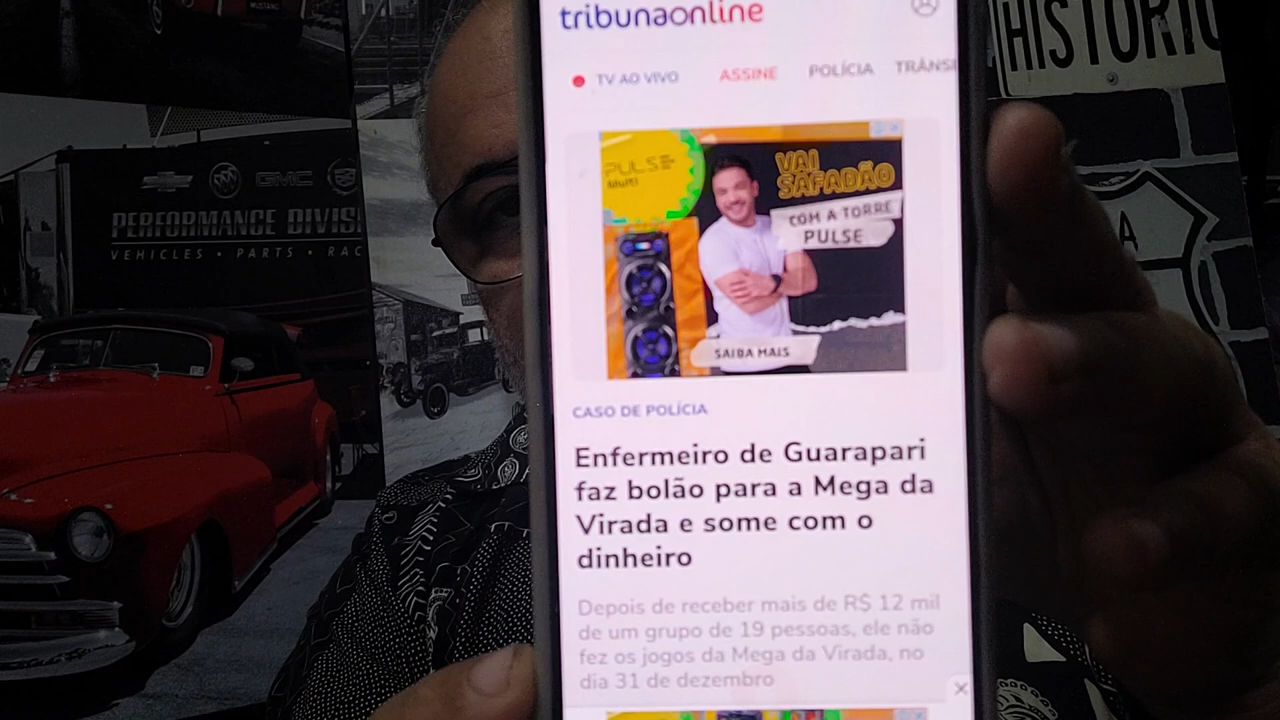 tribunaonline
TV AO VIVO ASSINE POLÍCIA TRÂNSI
PULSE
VAI
SAFADÃO
COM A TORRE
PULSE
SAIBA MAIS
CASO DE POLÍCIA
Enfermeiro de Guarapari
faz bolão para a Mega da
Virada e some com o
dinheiro
Depois de receber mais de R$ 12 mil
de um grupo de 19 pessoas, ele não
fez os jogos da Mega da Virada, no
dia 31 de dezembro
GMC
PERFORMANCE DIVISI
VEHICLES • PARTS • RAC
HISTORIC
A